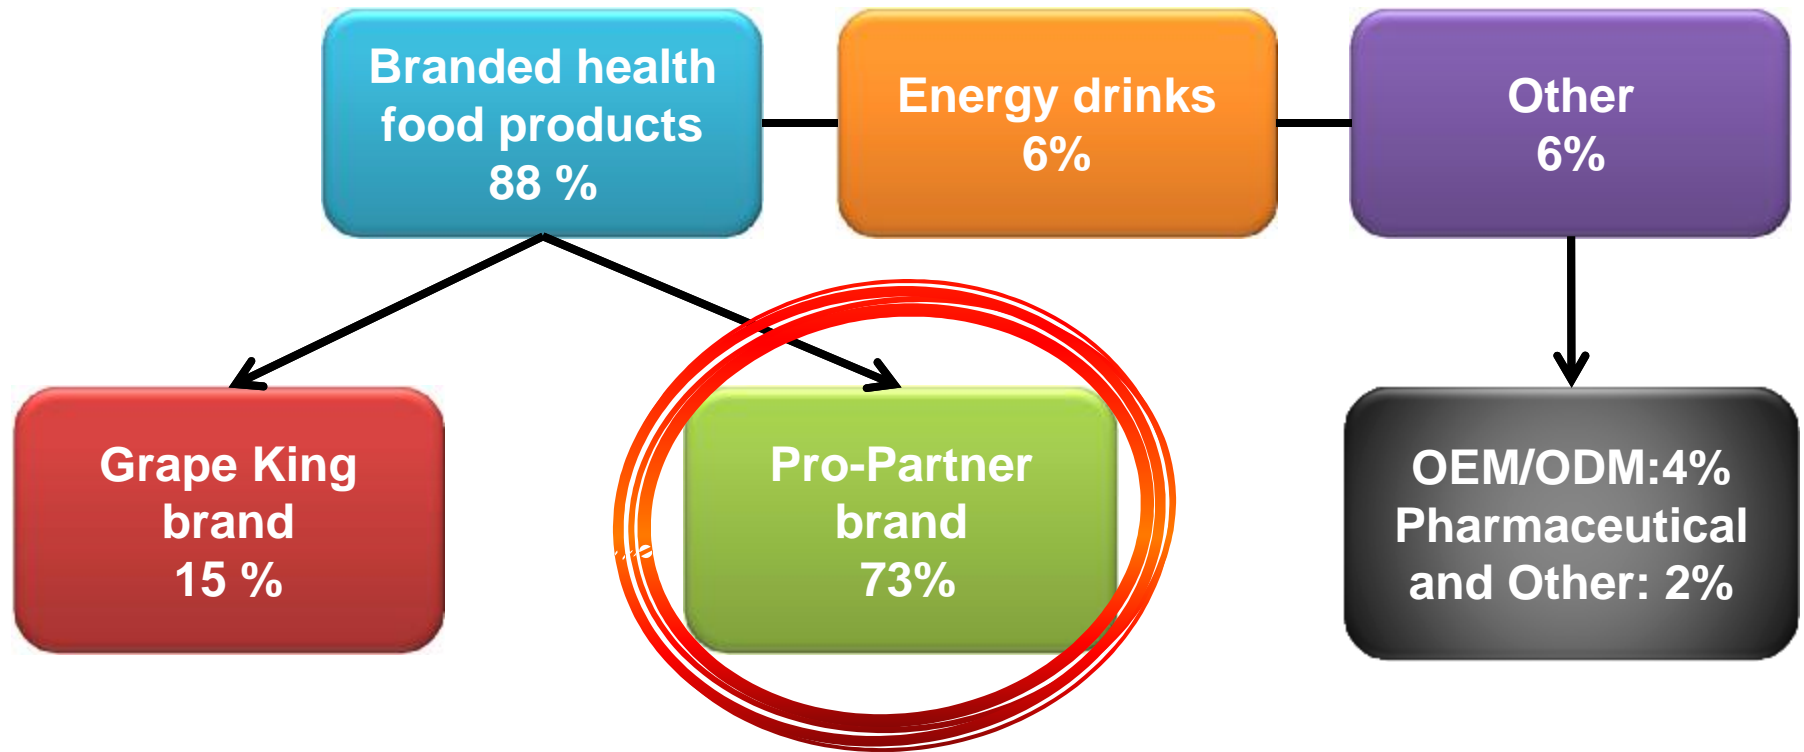 Branded health
food products
88 %
Energy drinks
6%
Other
6%
Grape King
brand
15 %
Pro-Partner
brand
73%
OEM/ODM:4%
Pharmaceutical
and Other: 2%